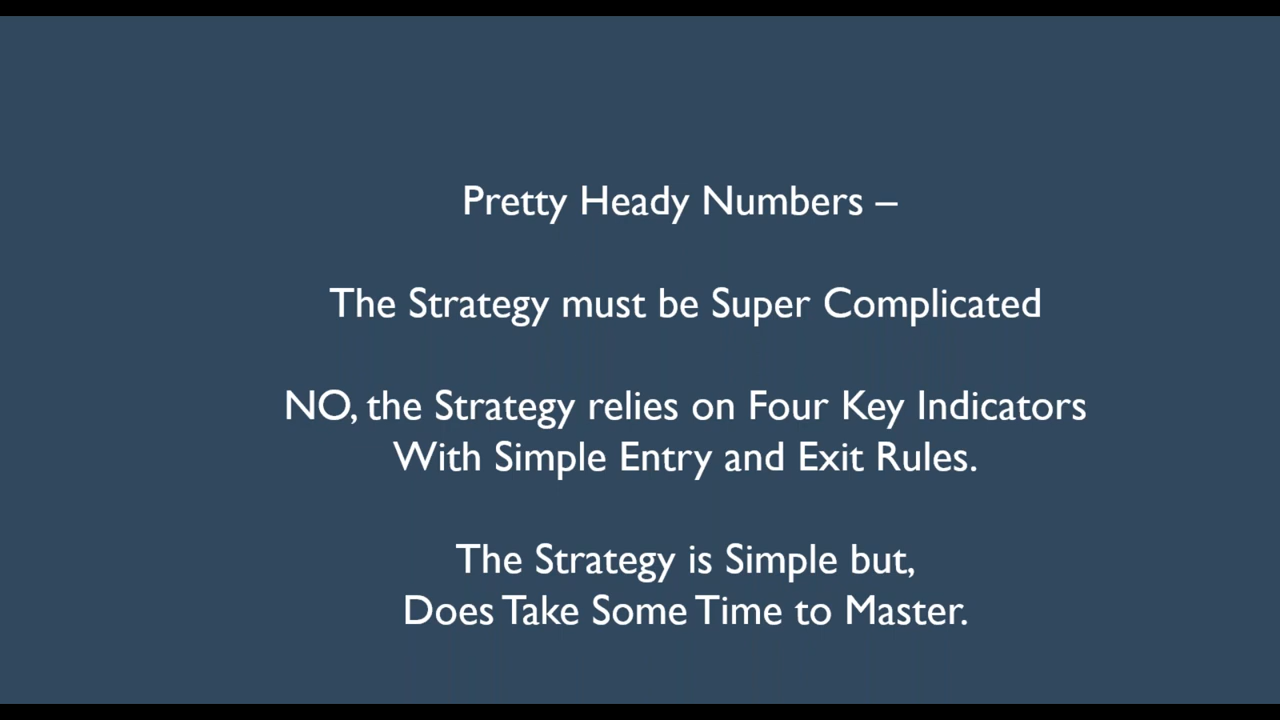 Pretty Heady Numbers –
The Strategy must be Super Complicated
NO, the Strategy relies on Four Key Indicators
With Simple Entry and Exit Rules.
The Strategy is Simple but,
Does Take Some Time to Master.